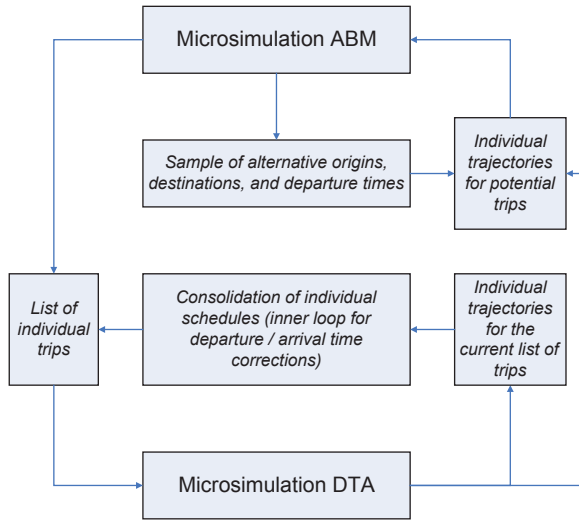 Microsimulation ABM
Sample of alternative origins,
destinations, and departure times
Individual
trajectories
for potential
trips
List of
individual
trips
Consolidation of individual
schedules (inner loop for
departure / arrival time
corrections)
Individual
trajectories
for the
current list of
trips
Microsimulation DTA